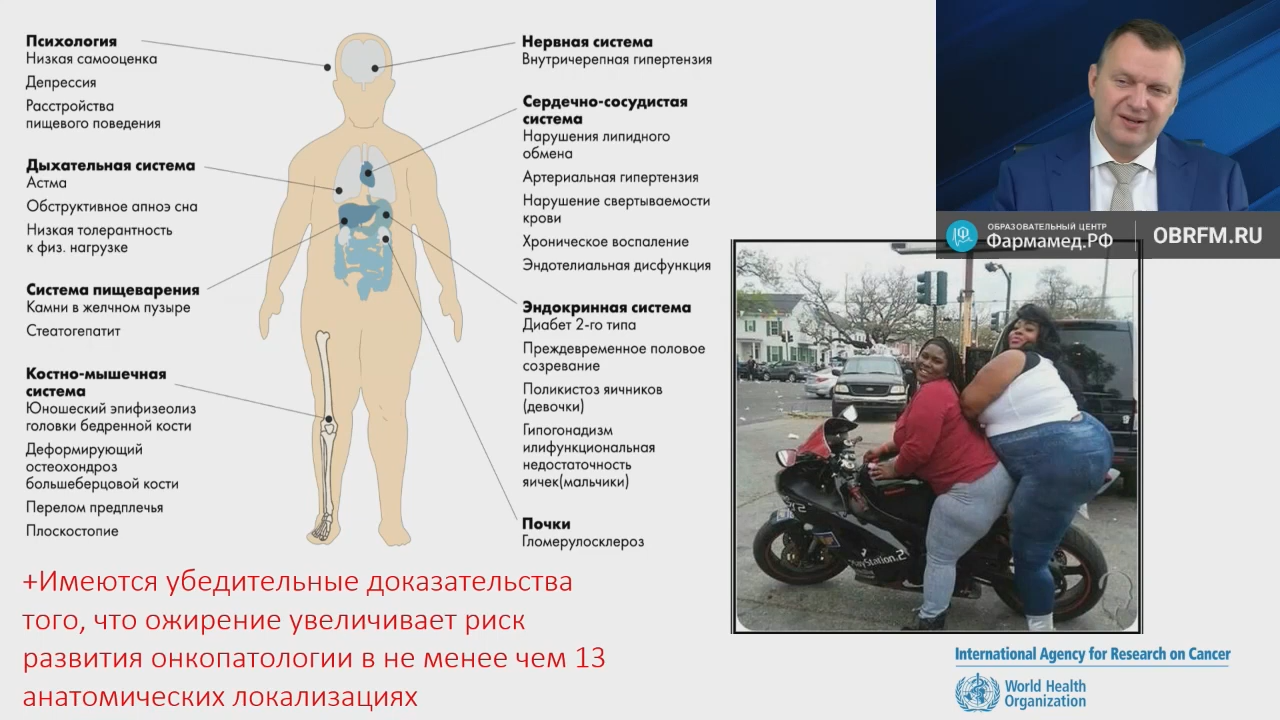 Психология
Низкая самооценка
Депрессия
Расстройства
пищевого поведения
Дыхательная система
Астма
Обструктивное апноэ сна
Низкая толерантность
к физ. нагрузке
Система пищеварения
Камни в желчном пузыре
Стеатогепатит
Костно-мышечная
система
Юношеский эпифизеолиз
головки бедренной кости
Деформирующий
остеохондроз
большеберцовой кости
Перелом предплечья
Плоскостопие
Нервная система
Внутричерепная гипертензия
Сердечно-сосудистая
система
Нарушения липидного
обмена
Артериальная гипертензия
Нарушение свертываемости
крови
Хроническое воспаление
Эндотелиальная дисфункция
Эндокринная система
Диабет 2-го типа
Преждевременное половое
созревание
Поликистоз яичников
(девочки)
Гипогонадизм
илифункциональная
недостаточность
яичек(мальчики)
Почки
Гломерулосклероз
+Имеются убедительные доказательства
того, что ожирение увеличивает риск
развития онкопатологии в не менее чем 13
анатомических локализациях
ОБРАЗОВАТЕЛЬНЫЙ ЦЕНТР
Фармамед.РФ
OBRFM.RU
PlayStation.2
International Agency for Research on Cancer
World Health
Organization